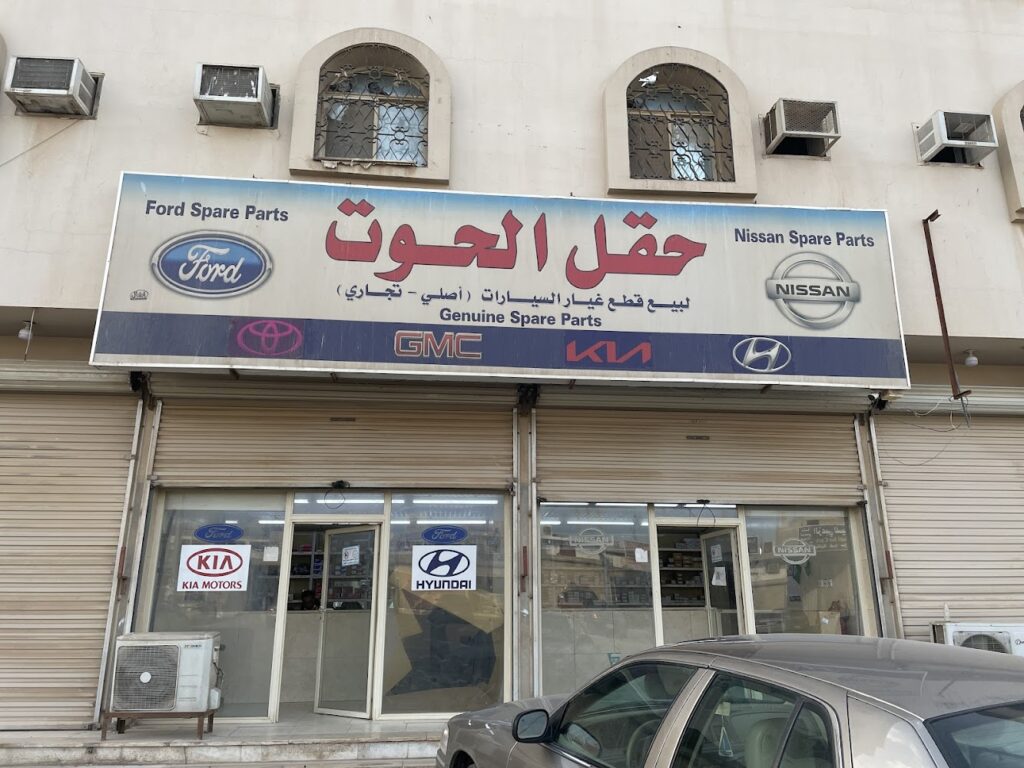 Ford Spare Parts
Ford
حقل الحوت
لبيع قطع غيار السيارات (أصلي - تجاري)
Genuine Spare Parts
Nissan Spare Parts
NISSAN
GMC
KIA
Ford
KIA
KIA MOTORS
Ford
HYUNDAI
NISSAN
NISSAN